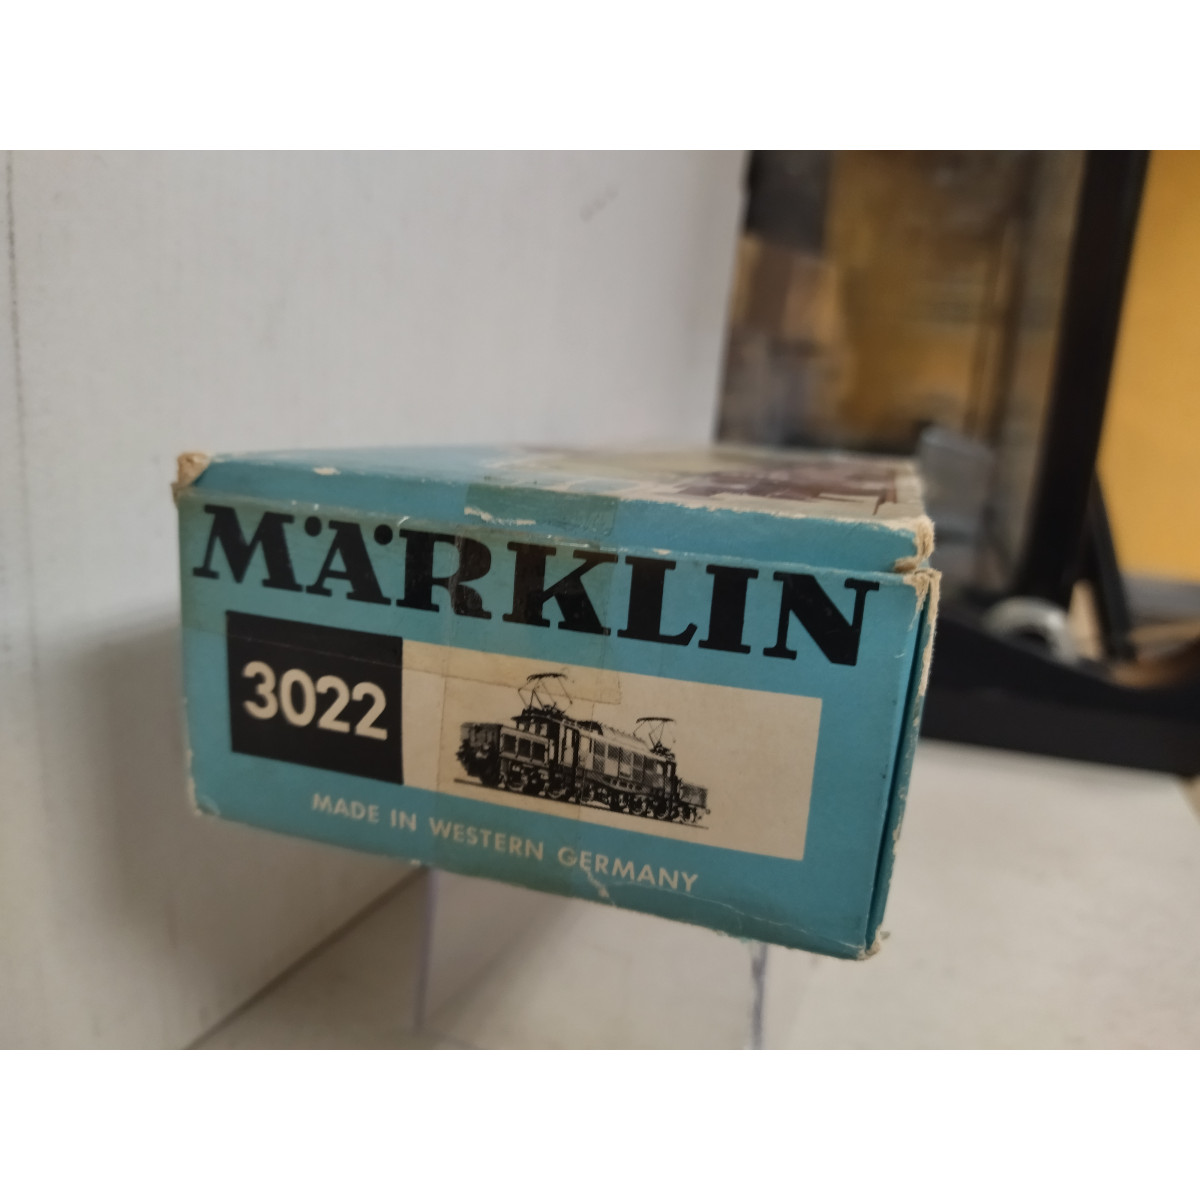 MÄRKLIN
3022
MADE IN WESTERN GERMANY